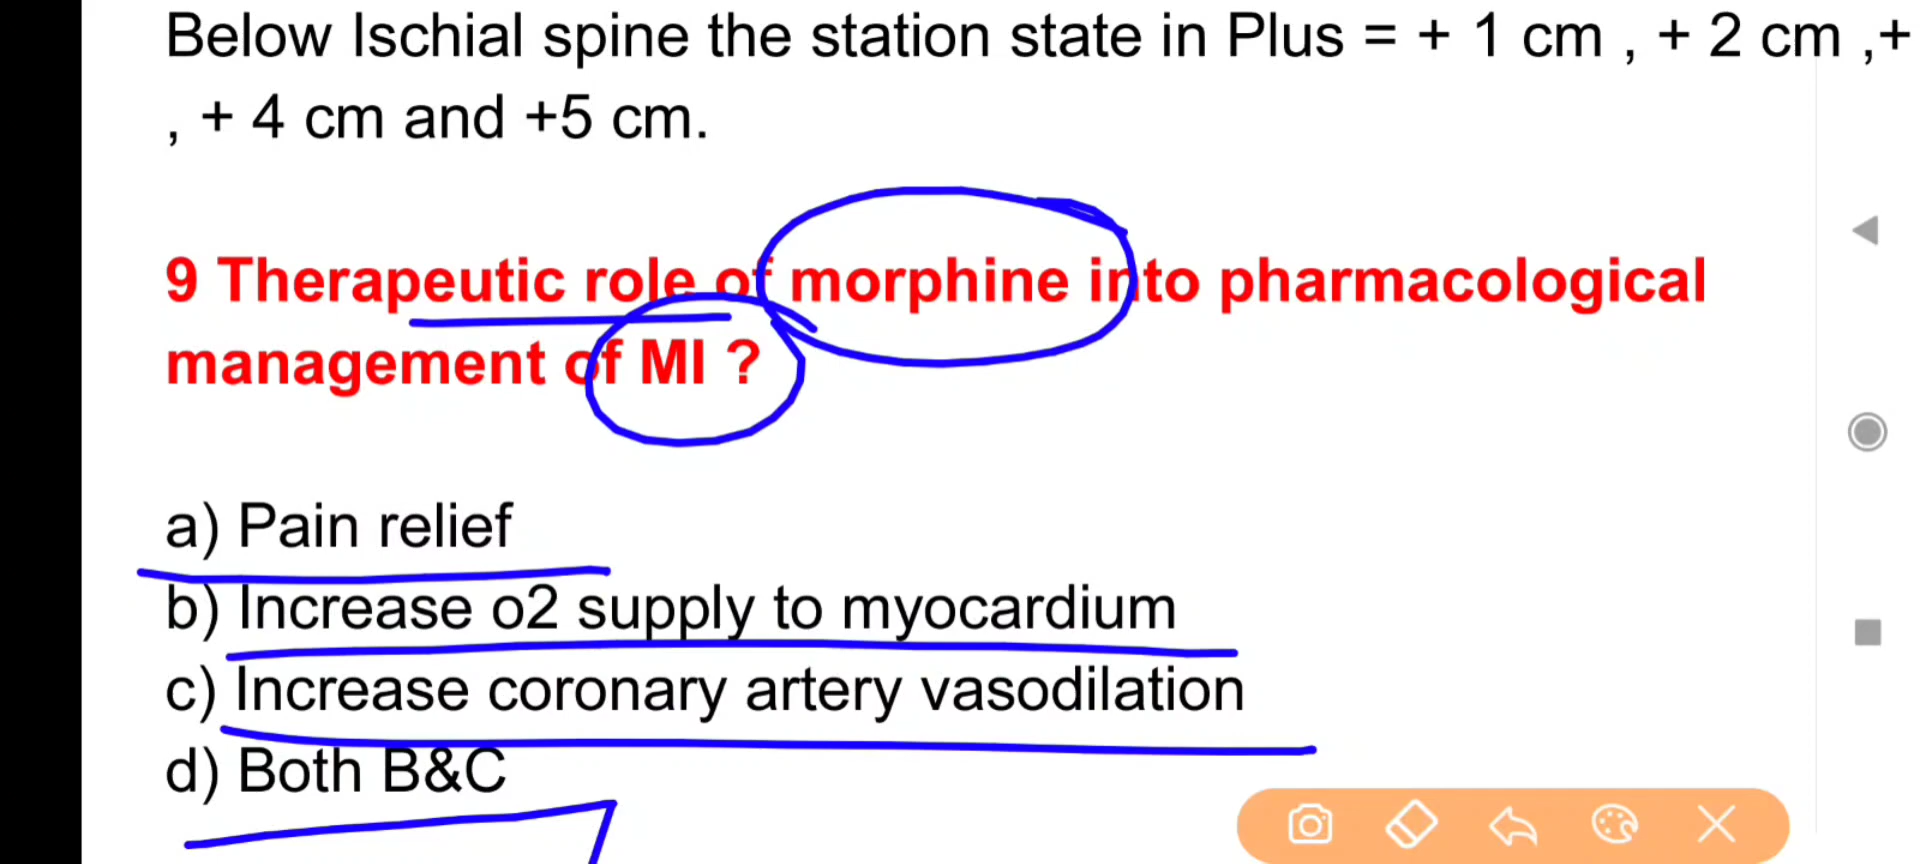 Below Ischial spine the station state in Plus = + 1 cm , + 2 cm ,+
, + 4 cm and +5 cm.
9 Therapeutic role of morphine into pharmacological
management of MI ?
a) Pain relief
b) Increase o2 supply to myocardium
c) Increase coronary artery vasodilation
d) Both B&C